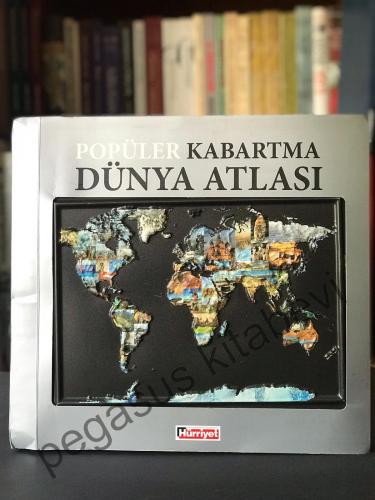 POPÜLER KABARTMA
DÜNYA ATLASI
Hürriyet
pegasus kitabevi